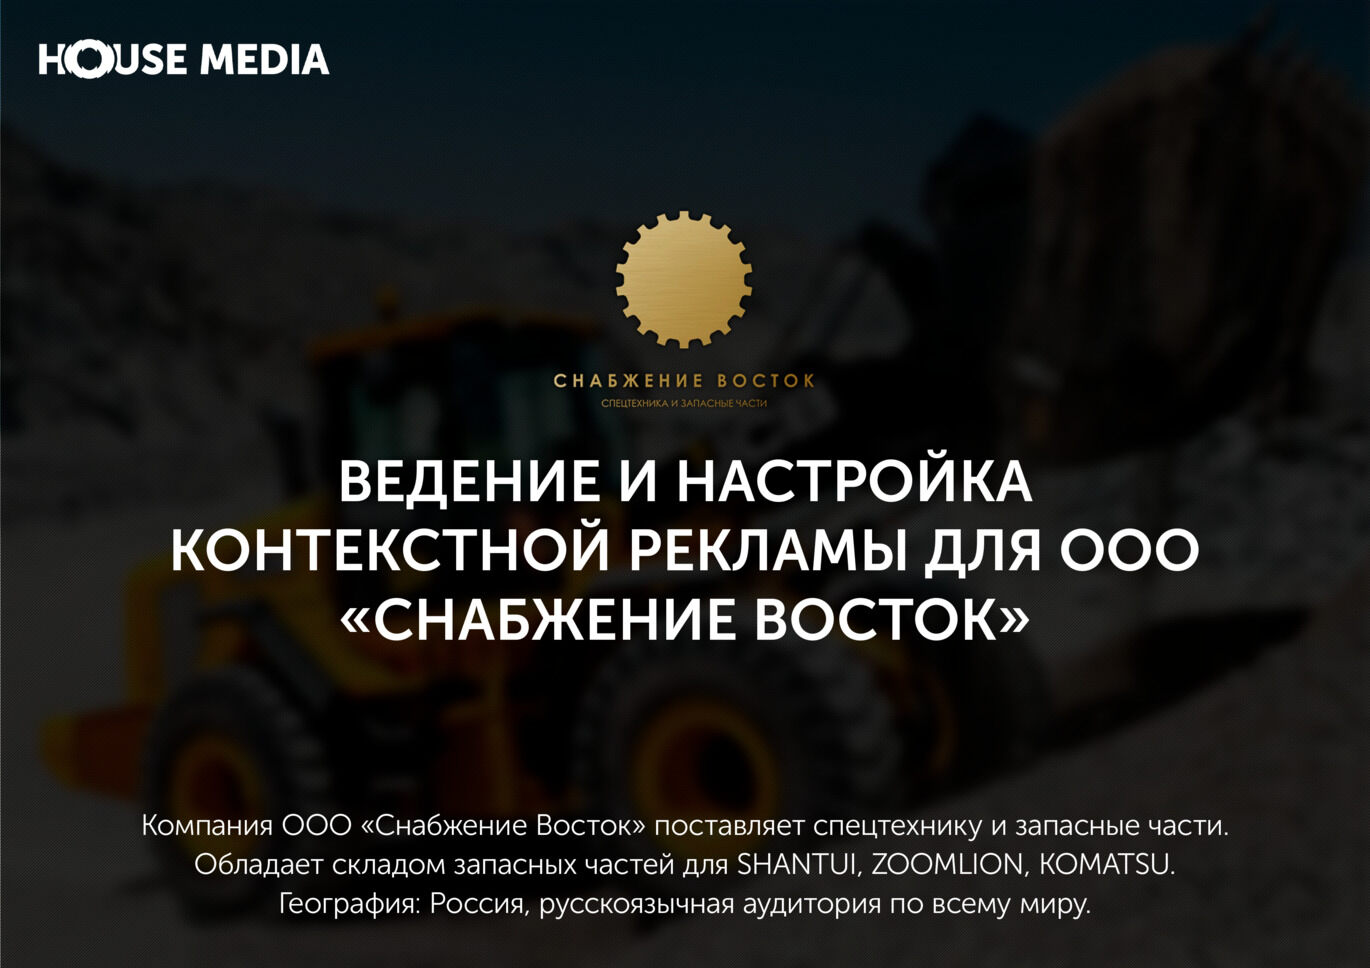 HOUSE MEDIA
СНАБЖЕНИЕ ВОСТОК
СПЕЦТЕХНИКА И ЗАПАСНЫЕ ЧАСТИ
ВЕДЕНИЕ И НАСТРОЙКА
КОНТЕКСТНОЙ РЕКЛАМЫ ДЛЯ ООО
«СНАБЖЕНИЕ ВОСТОК»
Компания ООО «Снабжение Восток» поставляет спецтехнику и запасные части.
Обладает складом запасных частей для SHANTUI, ZOOMLION, KOMATSU.
География: Россия, русскоязычная аудитория по всему миру.